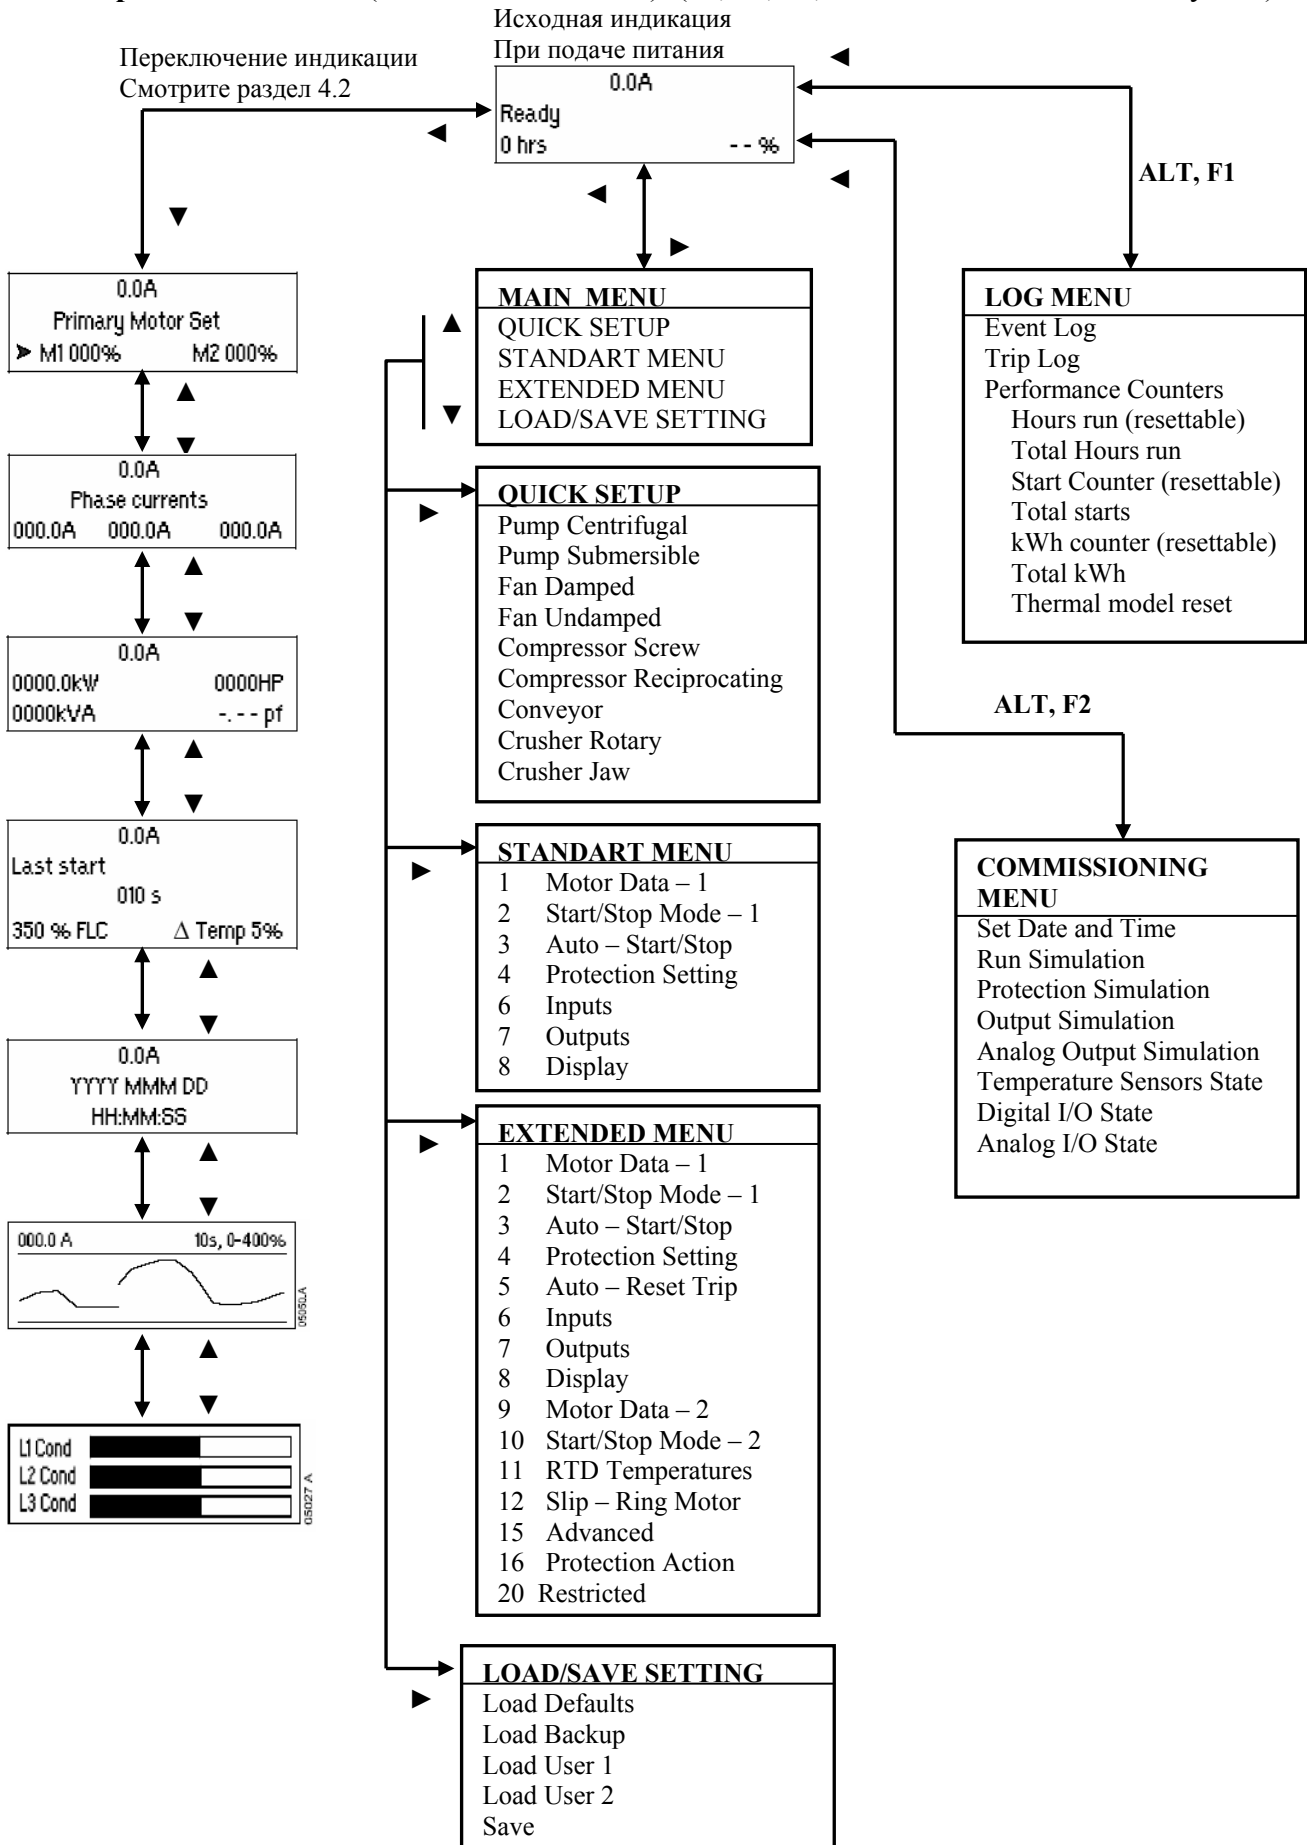 Исходная индикация
При подаче питания
Переключение индикации
Смотрите раздел 4.2
0.0A
Ready
0 hrs - - %
ALT, F1
0.0A
Primary Motor Set
➤ M1 000% M2 000%
0.0A
Phase currents
000.0A 000.0A 000.0A
0.0A
0000.0kW 0000HP
0000kVA -. - - pf
0.0A
Last start
010 s
350 % FLC Δ Temp 5%
0.0A
YYYY MMM DD
HH:MM:SS
000.0 A 10s, 0-400%
05050.A
L1 Cond
L2 Cond
L3 Cond
05027 A
MAIN MENU
QUICK SETUP
STANDART MENU
EXTENDED MENU
LOAD/SAVE SETTING
QUICK SETUP
Pump Centrifugal
Pump Submersible
Fan Damped
Fan Undamped
Compressor Screw
Compressor Reciprocating
Conveyor
Crusher Rotary
Crusher Jaw
STANDART MENU
1 Motor Data – 1
2 Start/Stop Mode – 1
3 Auto – Start/Stop
4 Protection Setting
6 Inputs
7 Outputs
8 Display
EXTENDED MENU
1 Motor Data – 1
2 Start/Stop Mode – 1
3 Auto – Start/Stop
4 Protection Setting
5 Auto – Reset Trip
6 Inputs
7 Outputs
8 Display
9 Motor Data – 2
10 Start/Stop Mode – 2
11 RTD Temperatures
12 Slip – Ring Motor
15 Advanced
16 Protection Action
20 Restricted
LOAD/SAVE SETTING
Load Defaults
Load Backup
Load User 1
Load User 2
Save
LOG MENU
Event Log
Trip Log
Performance Counters
Hours run (resettable)
Total Hours run
Start Counter (resettable)
Total starts
kWh counter (resettable)
Total kWh
Thermal model reset
ALT, F2
COMMISSIONING
MENU
Set Date and Time
Run Simulation
Protection Simulation
Output Simulation
Analog Output Simulation
Temperature Sensors State
Digital I/O State
Analog I/O State